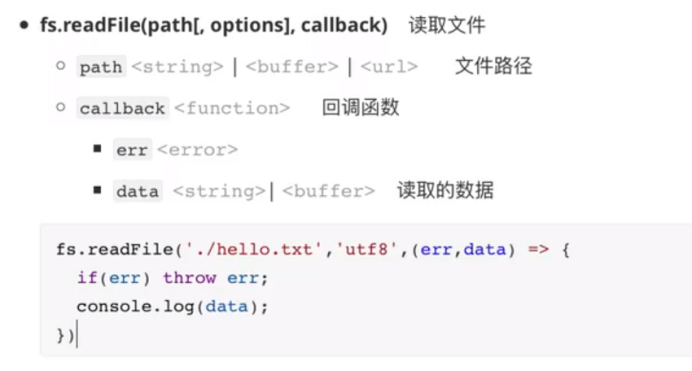 fs.readFile(path[, options], callback) 读取文件
path <string> | <buffer> | <url> 文件路径
callback <function> 回调函数
err <error>
data <string>| <buffer> 读取的数据
fs.readFile('./hello.txt','utf8',(err,data) => {
  if(err) throw err;
  console.log(data);
})